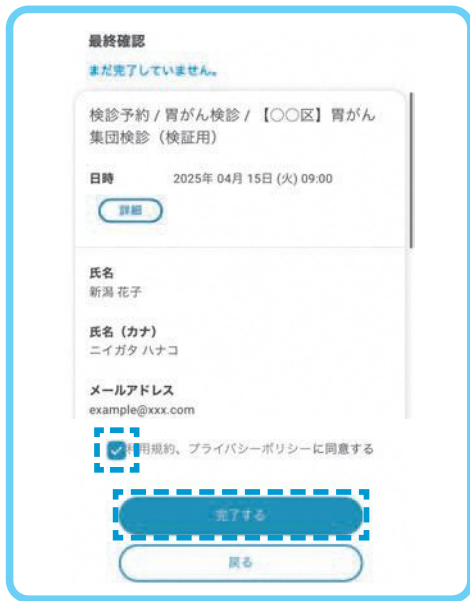 最終確認
まだ完了していません。
検診予約 / 胃がん検診 / 【○○区】胃がん
集団検診(検証用)
日時 2025年 04月 15日 (火) 09:00
詳細
氏名
新潟 花子
氏名(カナ)
ニイガタ ハナコ
メールアドレス
example@xxx.com
利用規約、プライバシーポリシーに同意する
完了する
戻る